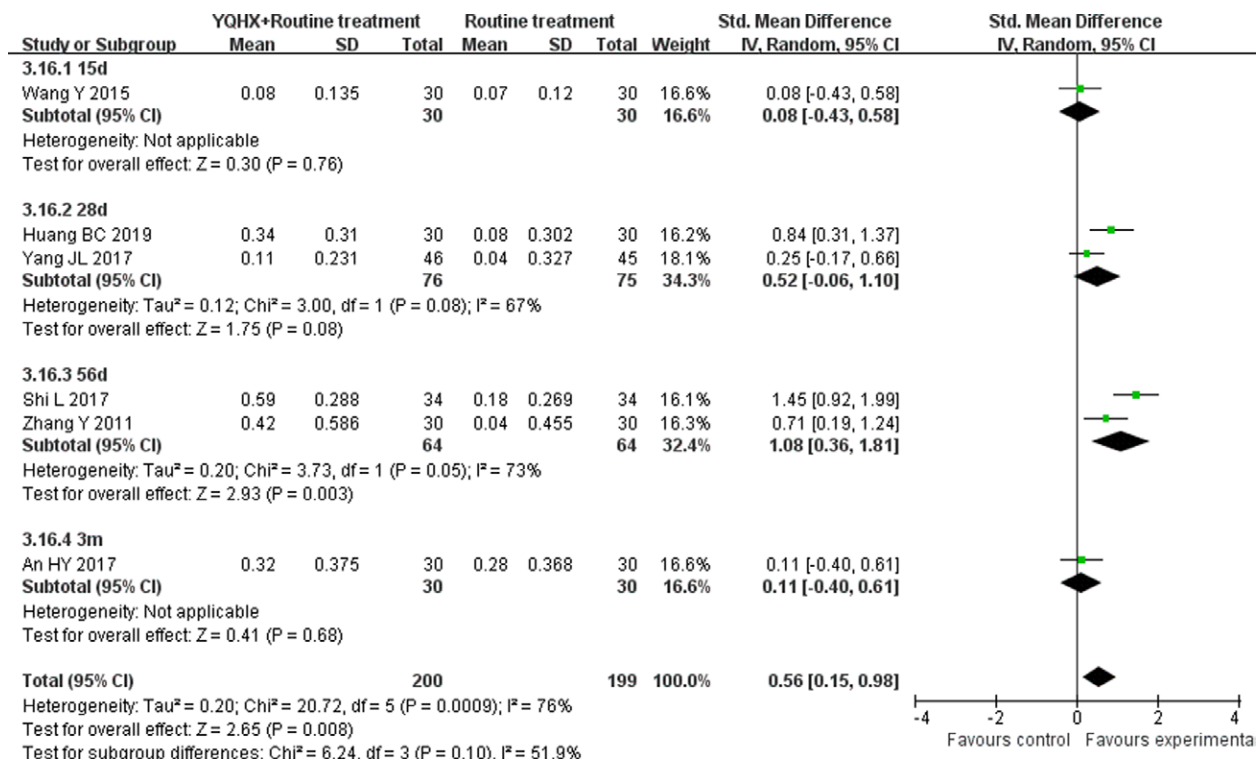 YQHX+Routine treatment Routine treatment Std. Mean Difference Std. Mean Difference
Study or Subgroup Mean SD Total Mean SD Total Weight IV, Random, 95% CI IV, Random, 95% CI
3.16.1 15d
Wang Y 2015 0.08 0.135 30 0.07 0.12 30 16.6% 0.08 [-0.43, 0.58]
Subtotal (95% CI) 30 30 16.6% 0.08 [-0.43, 0.58]
Heterogeneity: Not applicable
Test for overall effect: Z = 0.30 (P = 0.76)
3.16.2 28d
Huang BC 2019 0.34 0.31 30 0.08 0.302 30 16.2% 0.84 [0.31, 1.37]
Yang JL 2017 0.11 0.231 46 0.04 0.327 45 18.1% 0.25 [-0.17, 0.66]
Subtotal (95% CI) 76 75 34.3% 0.52 [-0.06, 1.10]
Heterogeneity: Tau² = 0.12; Chi² = 3.00, df = 1 (P = 0.08); I² = 67%
Test for overall effect: Z = 1.75 (P = 0.08)
3.16.3 56d
Shi L 2017 0.59 0.288 34 0.18 0.269 34 16.1% 1.45 [0.92, 1.99]
Zhang Y 2011 0.42 0.586 30 0.04 0.455 30 16.3% 0.71 [0.19, 1.24]
Subtotal (95% CI) 64 64 32.4% 1.08 [0.36, 1.81]
Heterogeneity: Tau² = 0.20; Chi² = 3.73, df = 1 (P = 0.05); I² = 73%
Test for overall effect: Z = 2.93 (P = 0.003)
3.16.4 3m
An HY 2017 0.32 0.375 30 0.28 0.368 30 16.6% 0.11 [-0.40, 0.61]
Subtotal (95% CI) 30 30 16.6% 0.11 [-0.40, 0.61]
Heterogeneity: Not applicable
Test for overall effect: Z = 0.41 (P = 0.68)
Total (95% CI) 200 199 100.0% 0.56 [0.15, 0.98]
Heterogeneity: Tau² = 0.20; Chi² = 20.72, df = 5 (P = 0.0009); I² = 76%
Test for overall effect: Z = 2.65 (P = 0.008)
Test for subgroup differences: Chi² = 6.24, df = 3 (P = 0.10), I² = 51.9%
-4 -2 0 2 4
Favours control Favours experimenta